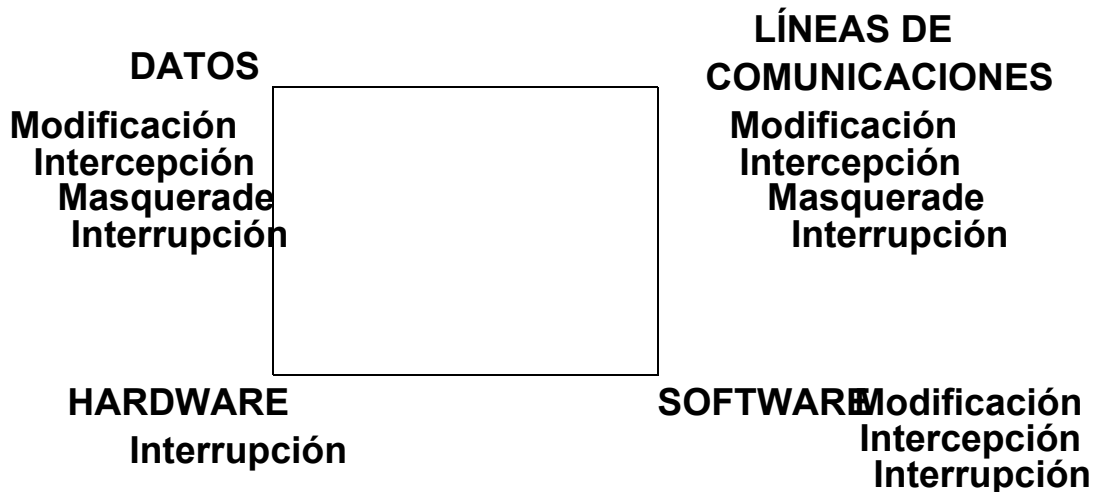 DATOS
Modificación
Intercepción
Masquerade
Interrupción
LÍNEAS DE
COMUNICACIONES
Modificación
Intercepción
Masquerade
Interrupción
HARDWARE
Interrupción
SOFTWARE
Modificación
Intercepción
Interrupción